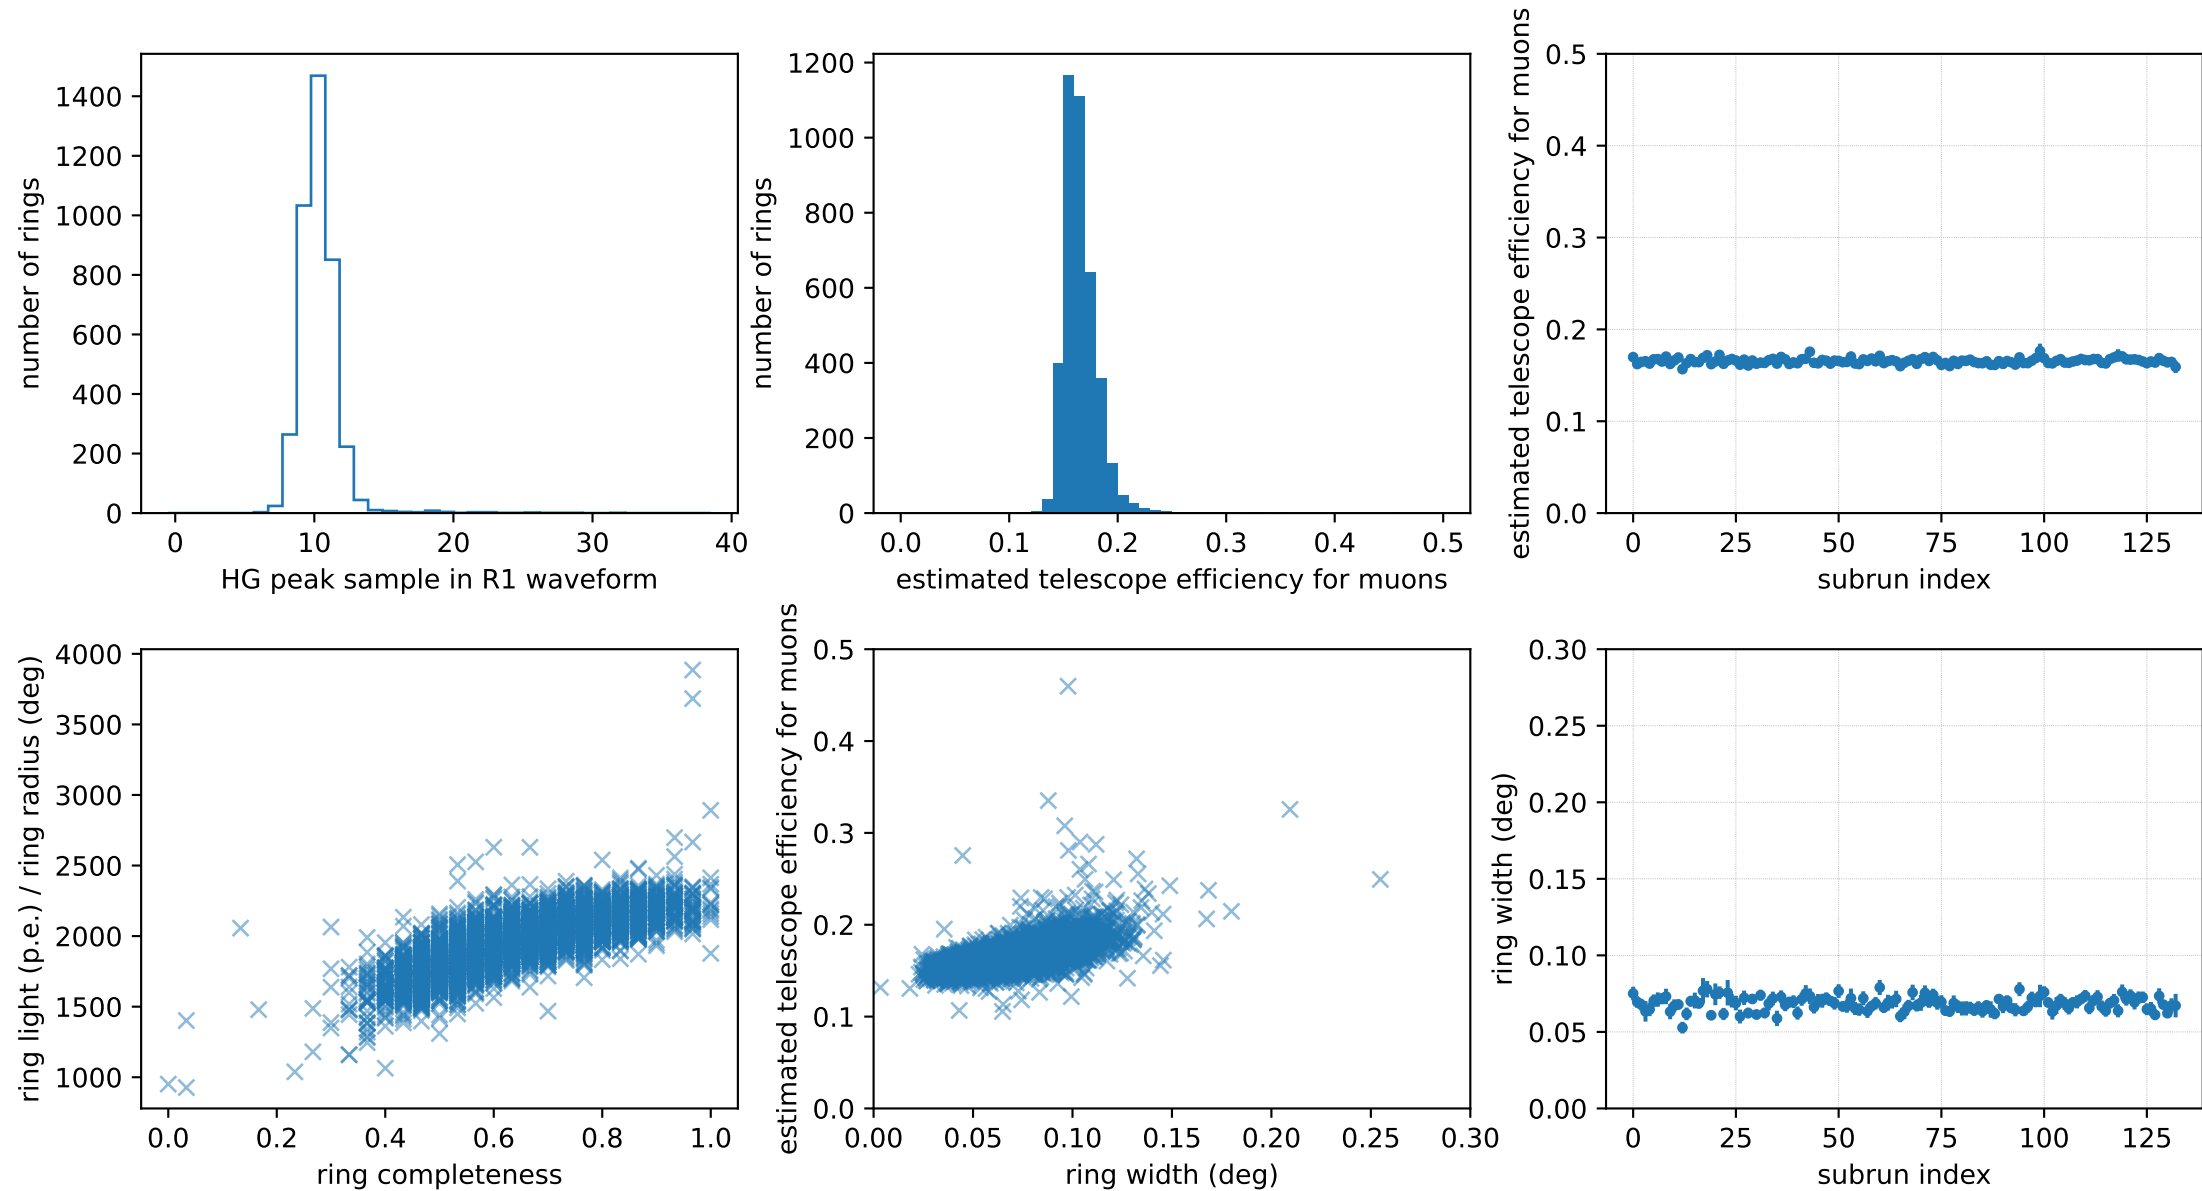 number of rings
1400
1200
1000
800
600
400
200
0
0 10 20 30 40
HG peak sample in R1 waveform
number of rings
1200
1000
800
600
400
200
0
0.0 0.1 0.2 0.3 0.4 0.5
estimated telescope efficiency for muons
estimated telescope efficiency for muons
0.5
0.4
0.3
0.2
0.1
0.0
0 25 50 75 100 125
subrun index
ring light (p.e.) / ring radius (deg)
4000
3500
3000
2500
2000
1500
1000
0.0 0.2 0.4 0.6 0.8 1.0
ring completeness
estimated telescope efficiency for muons
0.5
0.4
0.3
0.2
0.1
0.0
0.00 0.05 0.10 0.15 0.20 0.25 0.30
ring width (deg)
ring width (deg)
0.30
0.25
0.20
0.15
0.10
0.05
0.00
0 25 50 75 100 125
subrun index